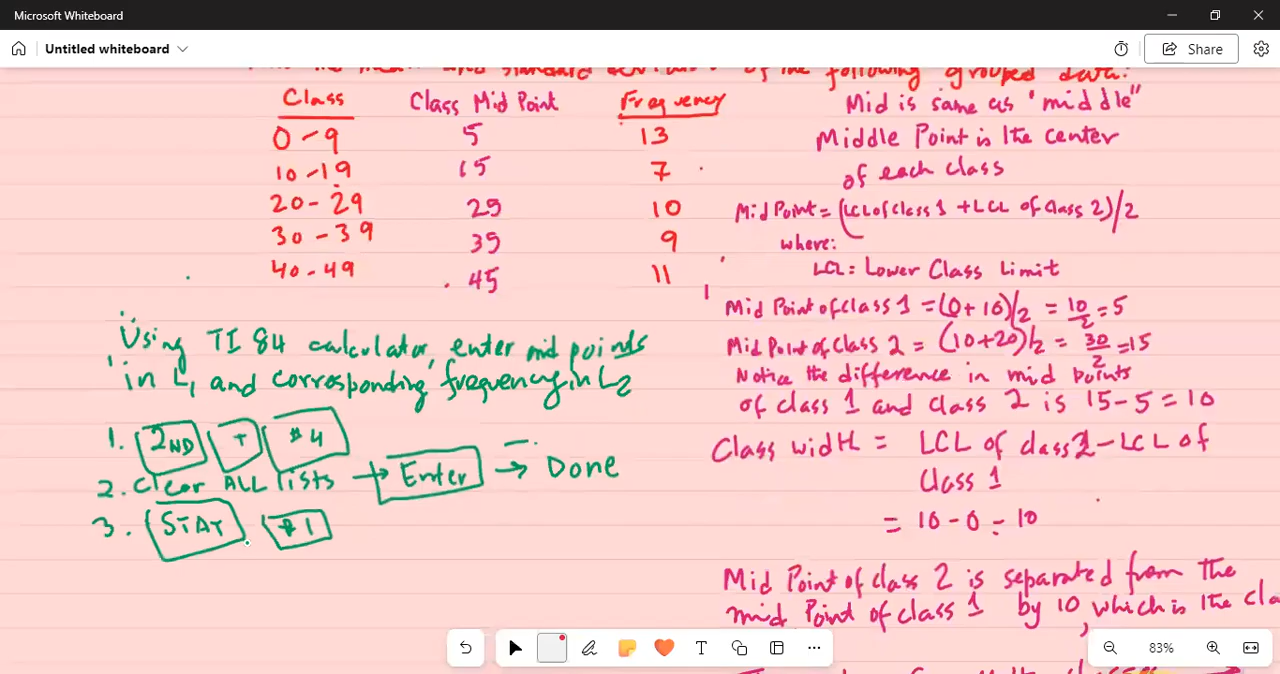 Microsoft Whiteboard
Untitled whiteboard
Share
the mean and standard deviation of the following grouped data.
Class Class Mid Point Frequency
0-9 5 13
10-19 15 7
20-29 25 10
30-39 35 9
40-49 45 11
Using TI 84 calculator, enter mid points
in L1 and corresponding frequency in L2
1. 2ND + #4
2. Clear ALL lists → Enter → Done
3. STAT #1
Mid is same as "middle"
Middle Point is the center
of each class
Mid Point = (LCL of class 1 + LCL of class 2)/2
where:
LCL = Lower Class Limit
Mid Point of class 1 = (0+10)/2 = 10/2 = 5
Mid Point of class 2 = (10+20)/2 = 30/2 = 15
Notice the difference in mid points
of class 1 and class 2 is 15-5 = 10
Class width = LCL of class 2 - LCL of
Class 1
= 10-0 = 10
Mid Point of class 2 is separated from the
mid Point of class 1 by 10, which is the cla
83%